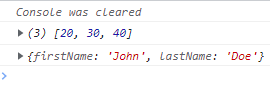 Console was cleared
▶ (3) [20, 30, 40]
▶ {firstName: 'John', lastName: 'Doe'}
>